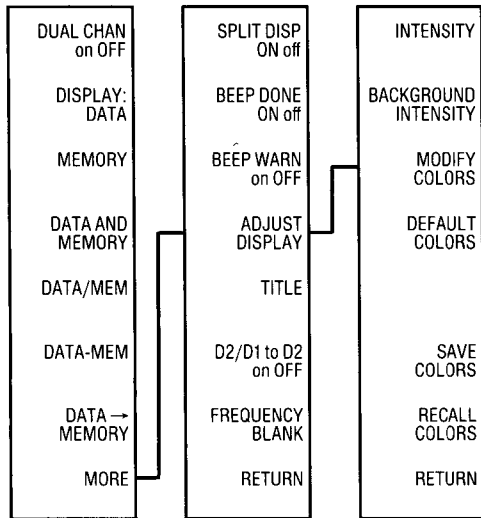 DUAL CHAN
on OFF
DISPLAY:
DATA
MEMORY
DATA AND
MEMORY
DATA/MEM
DATA-MEM
DATA →
MEMORY
MORE
SPLIT DISP
ON off
BEEP DONE
ON off
BEEP WARN
on OFF
ADJUST
DISPLAY
TITLE
D2/D1 to D2
on OFF
FREQUENCY
BLANK
RETURN
INTENSITY
BACKGROUND
INTENSITY
MODIFY
COLORS
DEFAULT
COLORS
SAVE
COLORS
RECALL
COLORS
RETURN